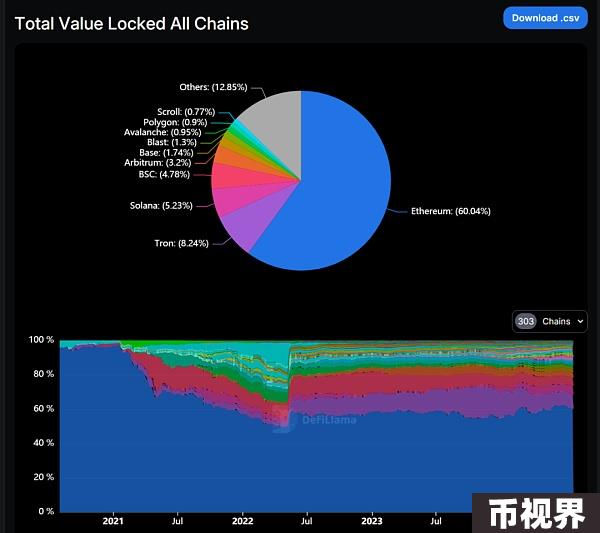 Total Value Locked All Chains
Download .csv
Others: (12.85%)
Scroll: (0.77%)
Polygon: (0.9%)
Avalanche: (0.95%)
Blast: (1.3%)
Base: (1.74%)
Arbitrum: (3.2%)
BSC: (4.78%)
Solana: (5.23%)
Tron: (8.24%)
Ethereum: (60.04%)
303 Chains
100 %
80 %
60 %
40 %
20 %
0 %
DefiLlama
2021 Jul 2022 Jul 2023 Jul
币视界